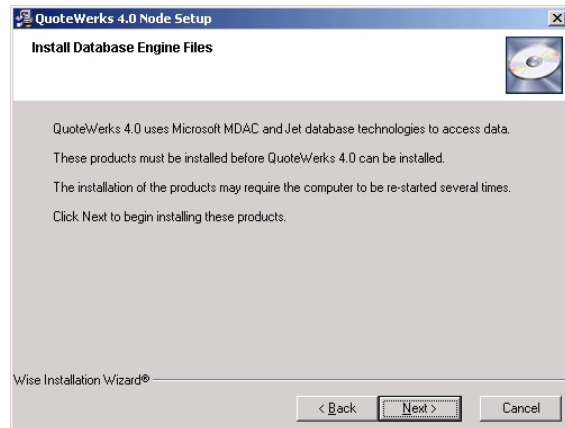 QuoteWerks 4.0 Node Setup
Install Database Engine Files
QuoteWerks 4.0 uses Microsoft MDAC and Jet database technologies to access data.
These products must be installed before QuoteWerks 4.0 can be installed.
The installation of the products may require the computer to be re-started several times.
Click Next to begin installing these products.
Wise Installation Wizard®
< Back Next > Cancel